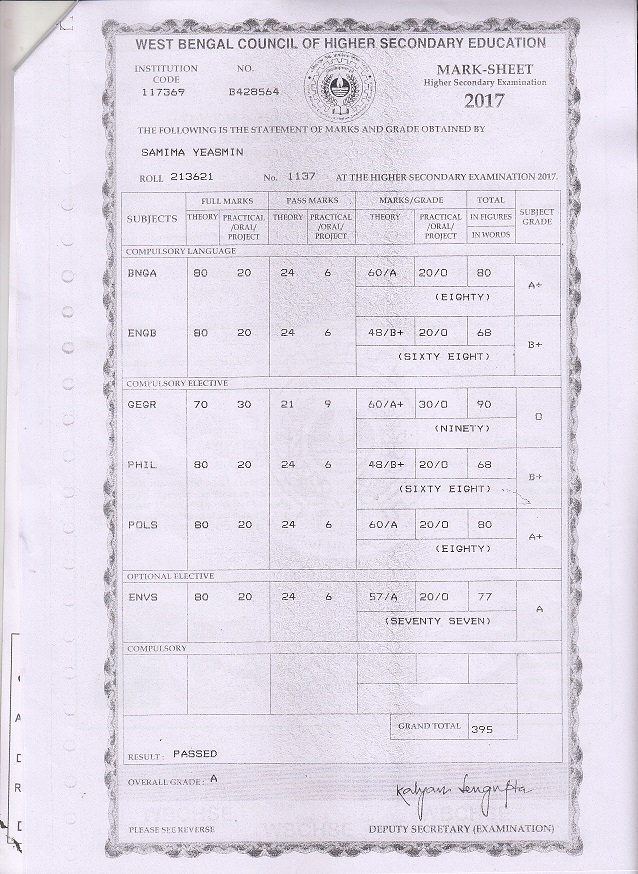 WEST BENGAL COUNCIL OF HIGHER SECONDARY EDUCATION
INSTITUTION CODE NO. MARK-SHEET
117369 B428564 Higher Secondary Examination
2017
THE FOLLOWING IS THE STATEMENT OF MARKS AND GRADE OBTAINED BY
SAMIMA YEASMIN
ROLL 213621 No. 1137 AT THE HIGHER SECONDARY EXAMINATION 2017.
SUBJECTS FULL MARKS PASS MARKS MARKS/GRADE TOTAL SUBJECT GRADE
THEORY PRACTICAL /ORAL/ PROJECT THEORY PRACTICAL /ORAL/ PROJECT THEORY PRACTICAL /ORAL/ PROJECT IN FIGURES
IN WORDS
COMPULSORY LANGUAGE
BNGA 80 20 24 6 60/A 20/O 80 A+
(EIGHTY)
ENGB 80 20 24 6 48/B+ 20/O 68 B+
(SIXTY EIGHT)
COMPULSORY ELECTIVE
GEGR 70 30 21 9 60/A+ 30/O 90 O
(NINETY)
PHIL 80 20 24 6 48/B+ 20/O 68 B+
(SIXTY EIGHT)
POLS 80 20 24 6 60/A 20/O 80 A+
(EIGHTY)
OPTIONAL ELECTIVE
ENVS 80 20 24 6 57/A 20/O 77 A
(SEVENTY SEVEN)
COMPULSORY
GRAND TOTAL 395
RESULT : PASSED
OVERALL GRADE : A
Kalyan Sengupta
PLEASE SEE REVERSE DEPUTY SECRETARY (EXAMINATION)
A
D
R